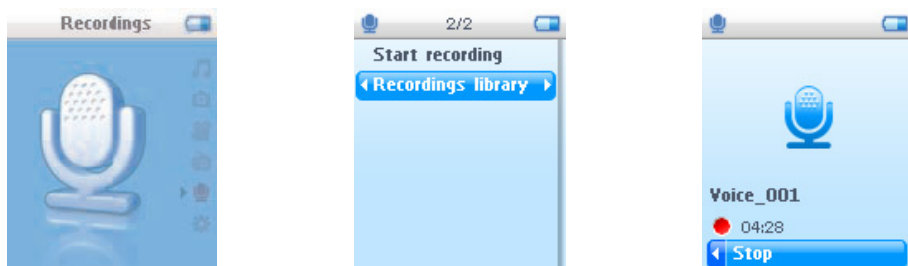 Recordings
2/2
Start recording
Recordings library
Voice_001
04:28
Stop